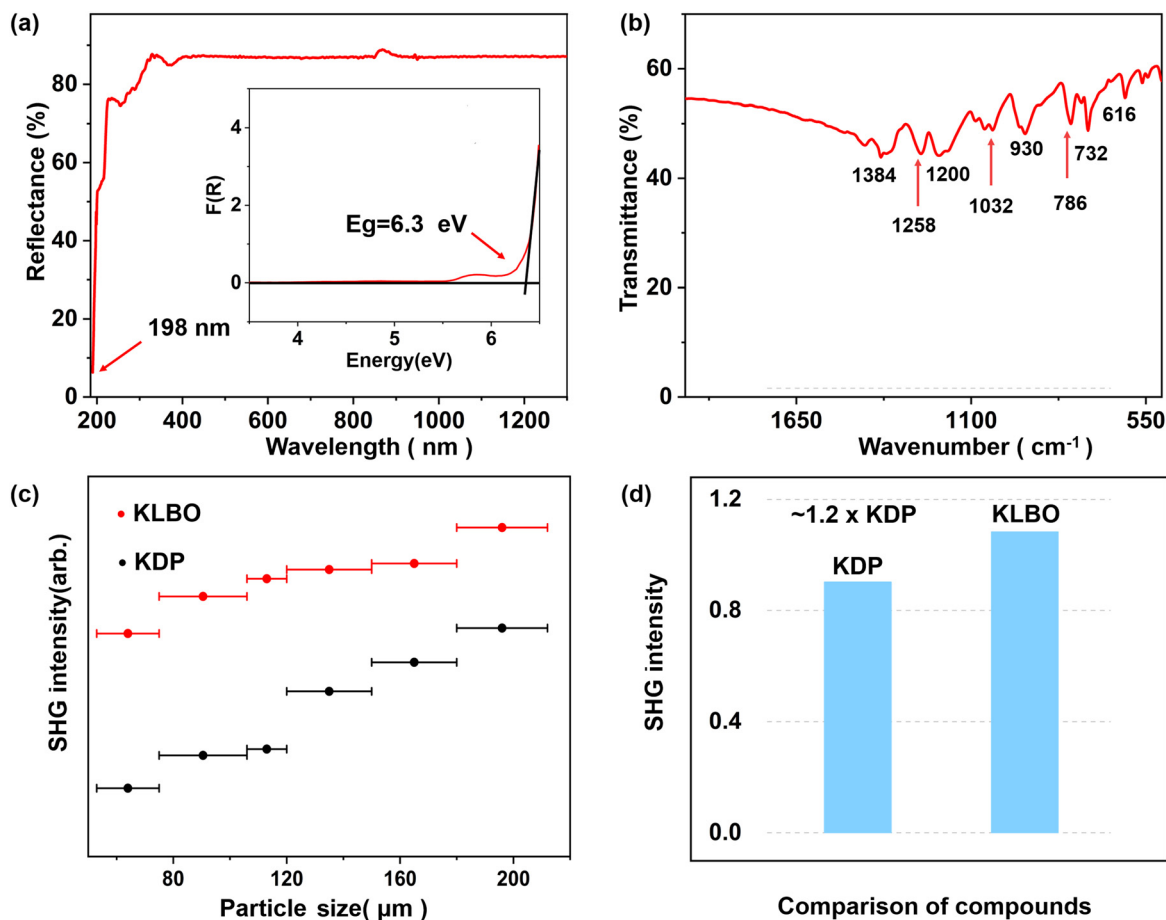 (a)
Reflectance (%)
80
60
40
20
0
200
400
600
800
1000
1200
Wavelength ( nm )
198 nm
F(R)
4
2
0
4
5
6
Energy(eV)
Eg=6.3 eV
(b)
Transmittance (%)
60
40
20
0
1650
1100
550
Wavenumber ( cm⁻¹ )
1384
1258
1200
1032
930
786
732
616
(c)
SHG intensity(arb.)
KLBO
KDP
80
120
160
200
Particle size( μm )
(d)
SHG intensity
1.2
0.8
0.4
0.0
~1.2 x KDP
KDP
KLBO
Comparison of compounds